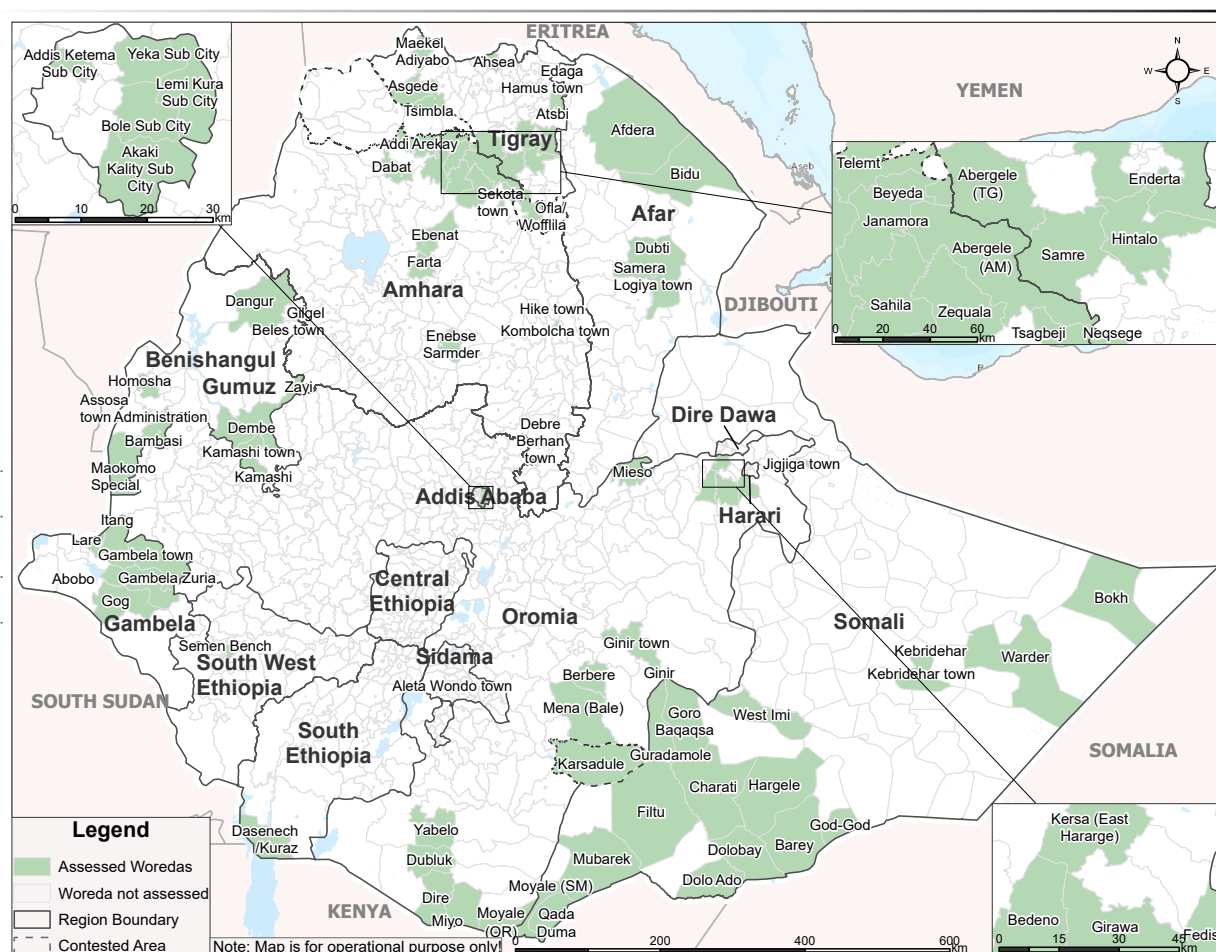 ERITREA
YEMEN
DJIBOUTI
SOMALIA
KENYA
SOUTH SUDAN
Aseb
N
W
E
S
Addis Ketema
Sub City
Yeka Sub City
Lemi Kura
Sub City
Bole Sub City
Akaki
Kality Sub
City
0 10 20 30
km
Maekel
Adiyabo
Ahsea
Edaga
Hamus town
Asgede
Tsimbla
Atsbi
Tigray
Addi Arekay
Dabat
Sekota
town
Ofla/
Wofflila
Afdera
Bidu
Afar
Dubti
Samera
Logiya town
Ebenat
Farta
Amhara
Hike town
Kombolcha town
Enebse
Sarmder
Debre
Berhan
town
Dangur
Gilgel
Beles town
Benishangul
Gumuz
Zayi
Homosha
Assosa
town Administration
Bambasi
Dembe
Kamashi town
Kamashi
Maokomo
Special
Addis Ababa
Mieso
Dire Dawa
Jigjiga town
Harari
Itang
Lare
Gambela town
Abobo
Gambela Zuria
Gog
Gambela
Central
Ethiopia
Oromia
Semen Bench
South West
Ethiopia
Sidama
Aleta Wondo town
South
Ethiopia
Somali
Bokh
Warder
Kebridehar
Kebridehar town
Ginir town
Ginir
Berbere
Mena (Bale)
Goro
Baqaqsa
West Imi
Guradamole
Karsadule
Charati
Hargele
Filtu
God-God
Barey
Dolobay
Dolo Ado
Mubarek
Moyale (SM)
Qada
Duma
Moyale
(OR)
Miyo
Dire
Dubluk
Yabelo
Dasenech
/Kuraz
Telemt
Beyeda
Janamora
Abergele
(TG)
Enderta
Hintalo
Abergele
(AM)
Samre
Sahila
Zequala
Tsagbeji
Neqsege
0 20 40 60
km
Kersa (East
Hararge)
Bedeno
Girawa
Fedis
0 15 30 45
km
Legend
Assessed Woredas
Woreda not assessed
Region Boundary
Contested Area
Note: Map is for operational purpose only!
0 200 400 600
km